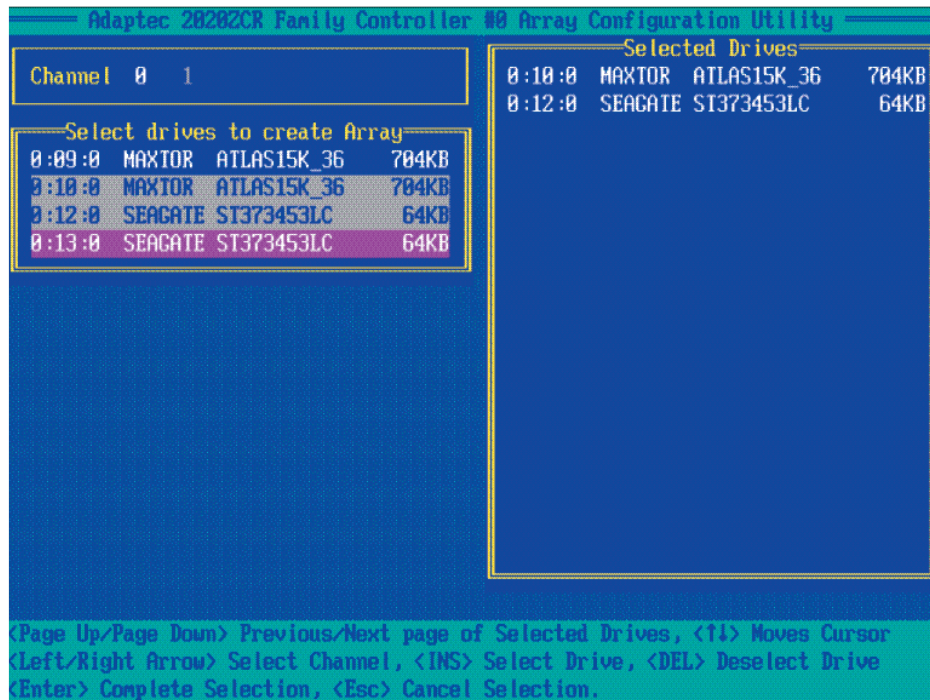 Adaptec 2020ZCR Family Controller #0 Array Configuration Utility
Channel 0 1
Select drives to create Array
0:09:0 MAXTOR ATLAS15K_36 704KB
0:10:0 MAXTOR ATLAS15K_36 704KB
0:12:0 SEAGATE ST373453LC 64KB
0:13:0 SEAGATE ST373453LC 64KB
Selected Drives
0:10:0 MAXTOR ATLAS15K_36 704KB
0:12:0 SEAGATE ST373453LC 64KB
<Page Up/Page Down> Previous/Next page of Selected Drives, <↑↓> Moves Cursor
<Left/Right Arrow> Select Channel, <INS> Select Drive, <DEL> Deselect Drive
<Enter> Complete Selection, <Esc> Cancel Selection.